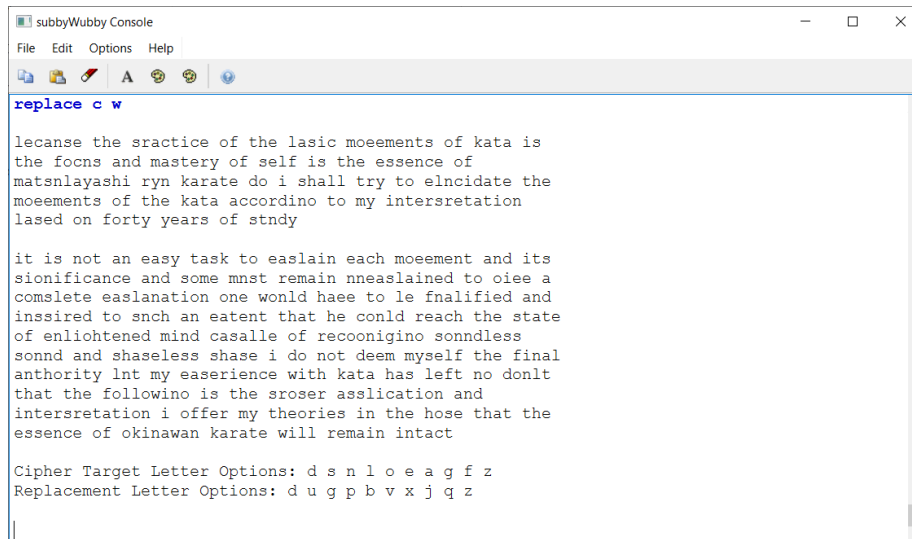 subbyWubby Console
File Edit Options Help
A
replace c w
lecanse the sractice of the lasic moeements of kata is
the focns and mastery of self is the essence of
matsnlayashi ryn karate do i shall try to elncidate the
moeements of the kata accordino to my intersretation
lased on forty years of stndy
it is not an easy task to easlain each moeement and its
sionificance and some mnst remain nneaslained to oiee a
comslete easlanation one wonld haee to le fnalified and
inssired to snch an eatent that he conld reach the state
of enliohtened mind casalle of recoonigino sonndless
sonnd and shaseless shase i do not deem myself the final
anthority lnt my easerience with kata has left no donlt
that the followino is the sroser asslication and
intersretation i offer my theories in the hose that the
essence of okinawan karate will remain intact
Cipher Target Letter Options: d s n l o e a g f z
Replacement Letter Options: d u g p b v x j q z